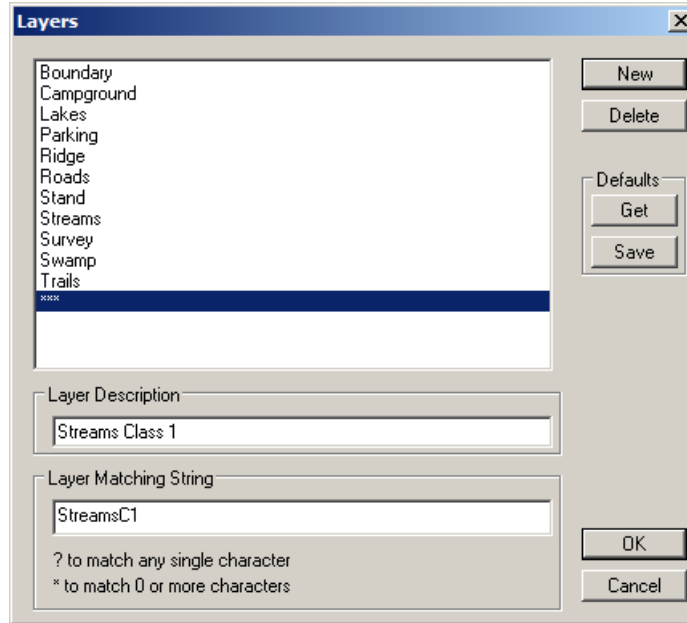 Layers
Boundary
Campground
Lakes
Parking
Ridge
Roads
Stand
Streams
Survey
Swamp
Trails
***
New
Delete
Defaults
Get
Save
Layer Description
Streams Class 1
Layer Matching String
StreamsC1
? to match any single character
* to match 0 or more characters
OK
Cancel